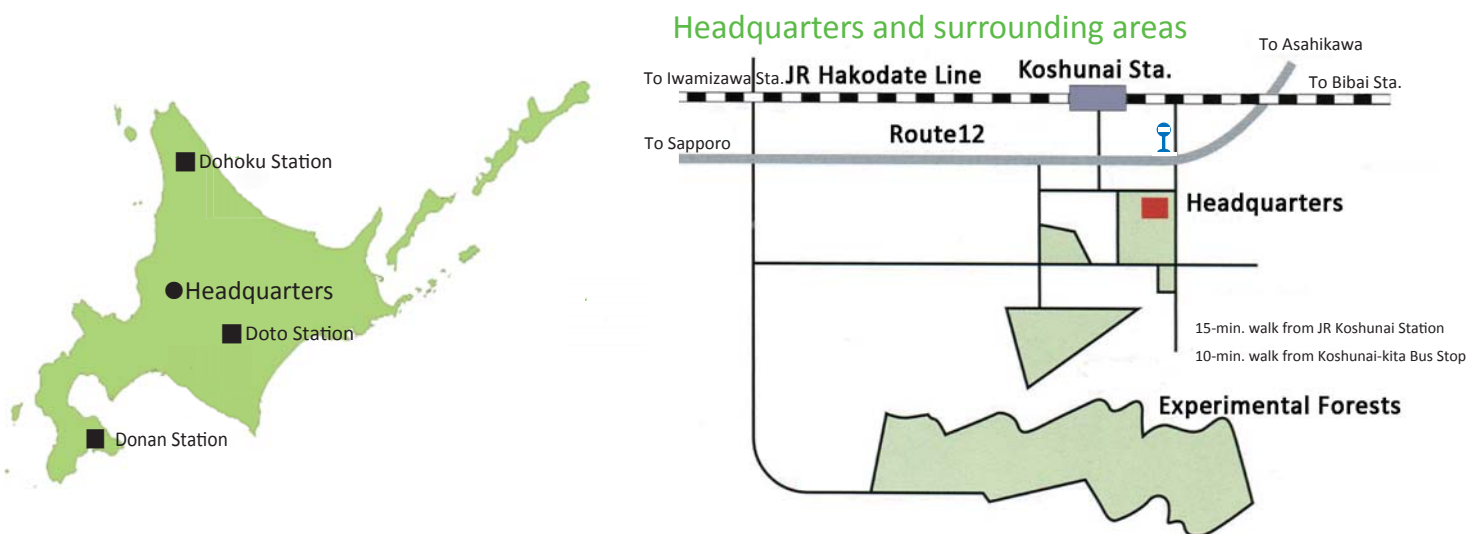 Headquarters and surrounding areas
To Asahikawa
To Iwamizawa Sta.
JR Hakodate Line
Koshunai Sta.
To Bibai Sta.
To Sapporo
Route12
Dohoku Station
Headquarters
Headquarters
Doto Station
15-min. walk from JR Koshunai Station
10-min. walk from Koshunai-kita Bus Stop
Experimental Forests
Donan Station